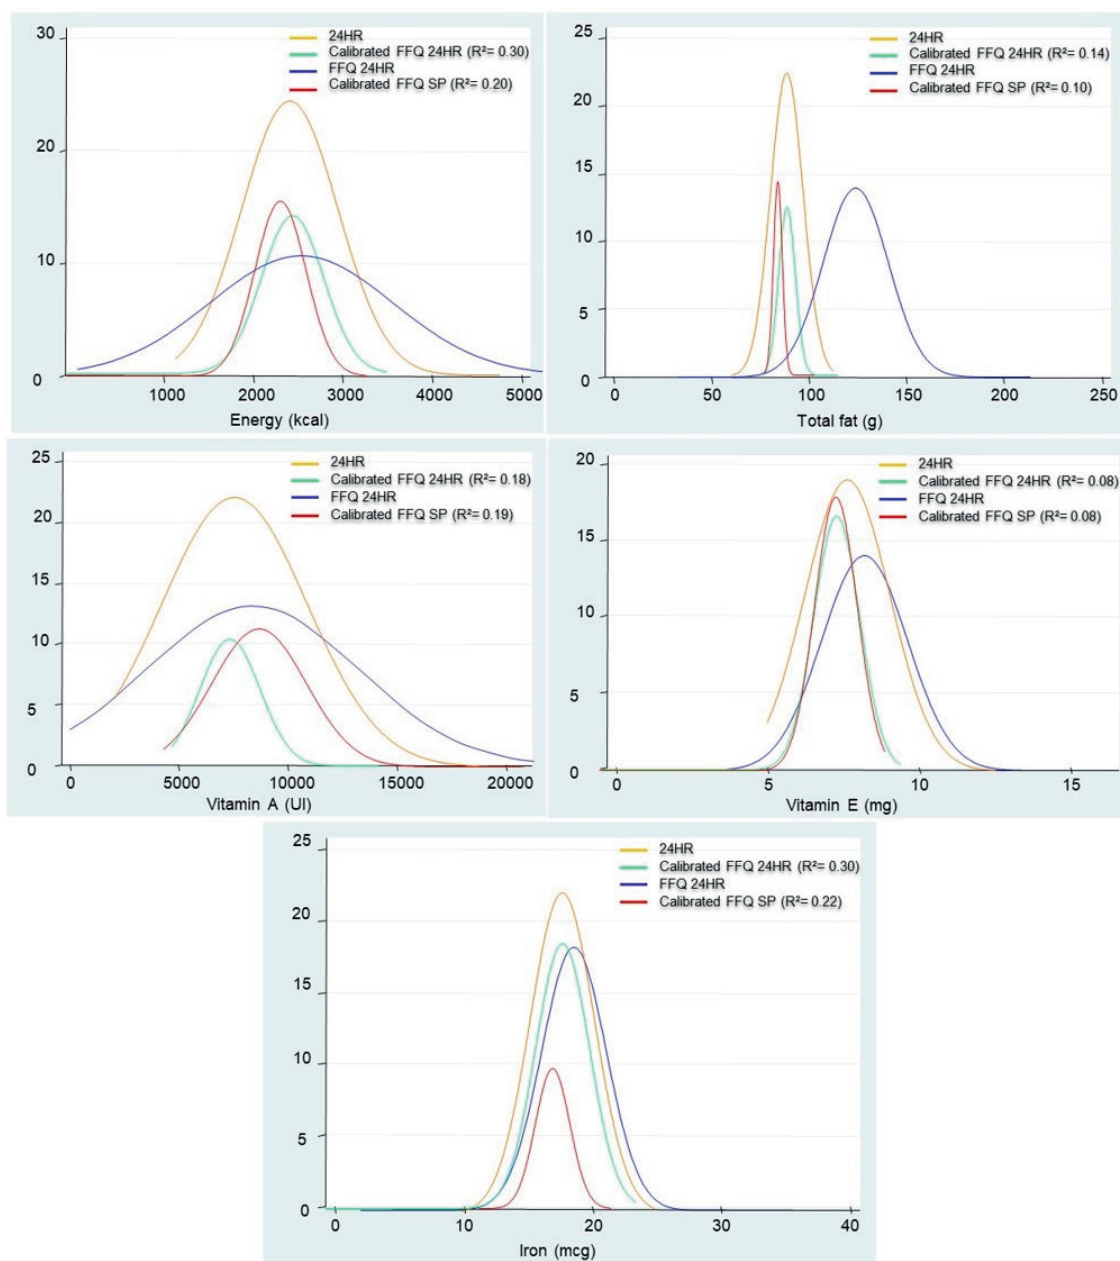 30
20
10
0
24HR
Calibrated FFQ 24HR (R²= 0.30)
FFQ 24HR
Calibrated FFQ SP (R²= 0.20)
1000 2000 3000 4000 5000
Energy (kcal)
25
20
15
10
5
0
24HR
Calibrated FFQ 24HR (R²= 0.14)
FFQ 24HR
Calibrated FFQ SP (R²= 0.10)
0 50 100 150 200 250
Total fat (g)
25
20
15
10
5
0
24HR
Calibrated FFQ 24HR (R²= 0.18)
FFQ 24HR
Calibrated FFQ SP (R²= 0.19)
0 5000 10000 15000 20000
Vitamin A (UI)
20
15
10
5
0
24HR
Calibrated FFQ 24HR (R²= 0.08)
FFQ 24HR
Calibrated FFQ SP (R²= 0.08)
0 5 10 15
Vitamin E (mg)
25
20
15
10
5
0
24HR
Calibrated FFQ 24HR (R²= 0.30)
FFQ 24HR
Calibrated FFQ SP (R²= 0.22)
0 10 20 30 40
Iron (mcg)